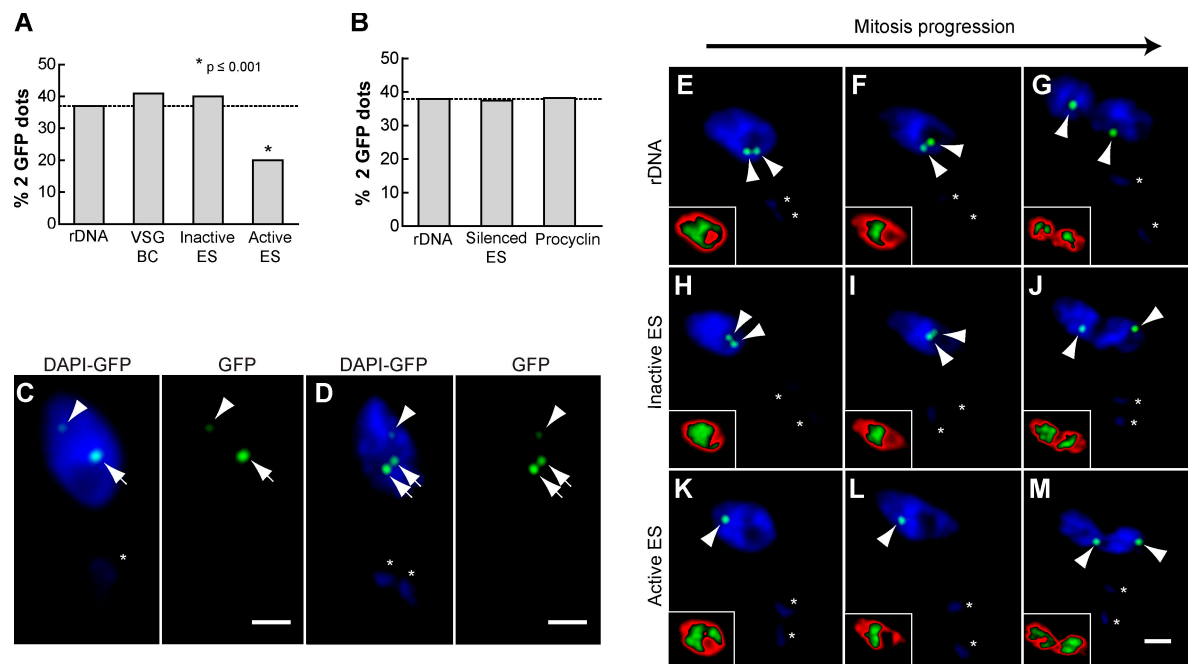 A
% 2 GFP dots
50
40
30
20
10
0
* p ≤ 0.001
*
rDNA
VSG
BC
Inactive
ES
Active
ES
B
% 2 GFP dots
50
40
30
20
10
0
rDNA
Silenced
ES
Procyclin
DAPI-GFP
GFP
DAPI-GFP
GFP
C
*
D
* *
Mitosis progression
rDNA
E
*
*
F
*
*
G
*
*
Inactive ES
H
*
*
I
*
*
J
*
*
Active ES
K
*
*
L
*
*
M
*
*